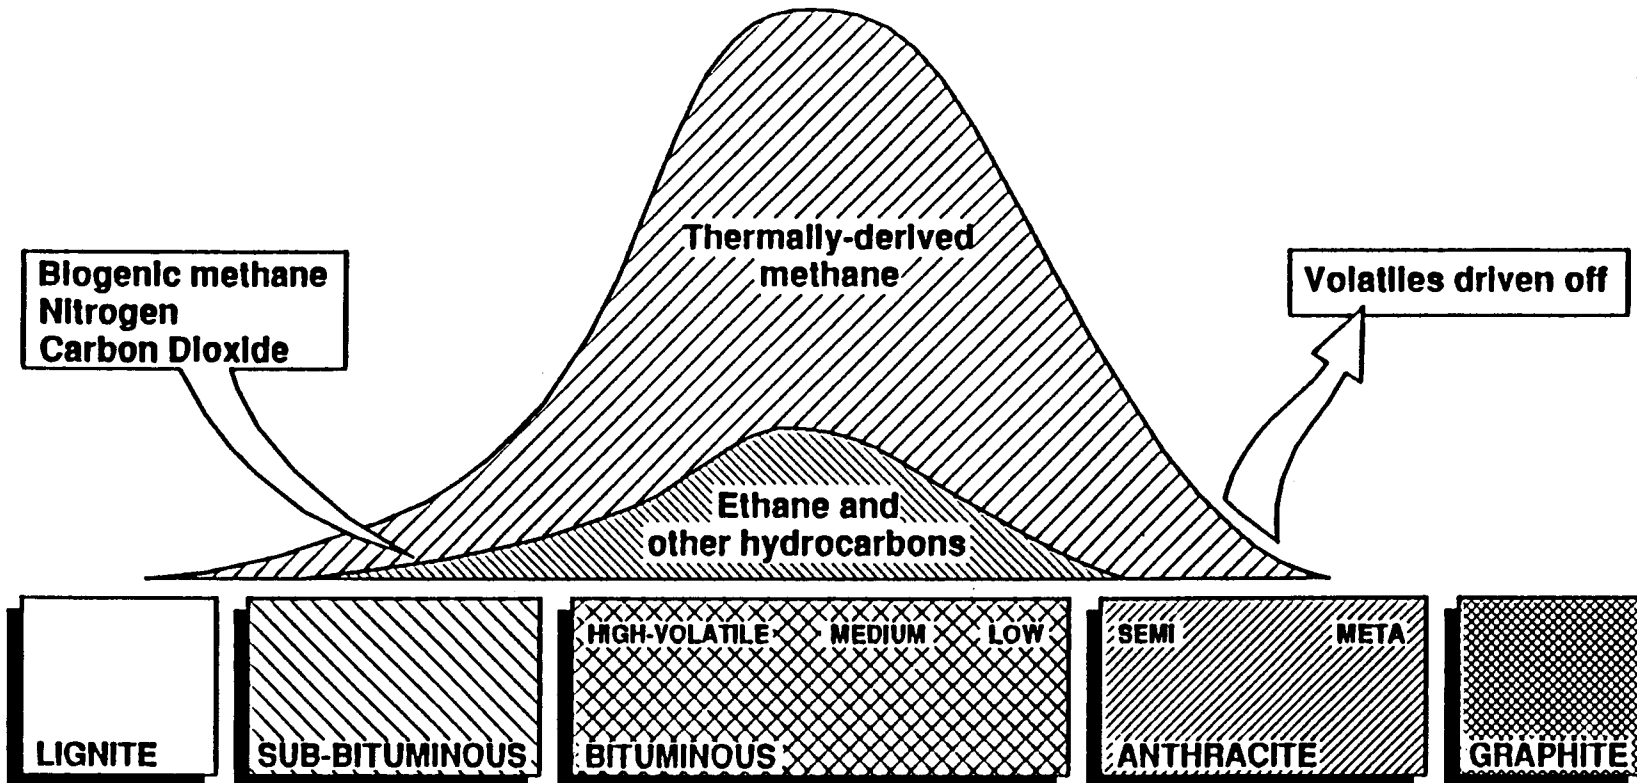 Thermally-derived
methane
Biogenic methane
Nitrogen
Carbon Dioxide
Volatiles driven off
Ethane and
other hydrocarbons
HIGH-VOLATILE MEDIUM LOW
SEMI META
LIGNITE
SUB-BITUMINOUS
BITUMINOUS
ANTHRACITE
GRAPHITE